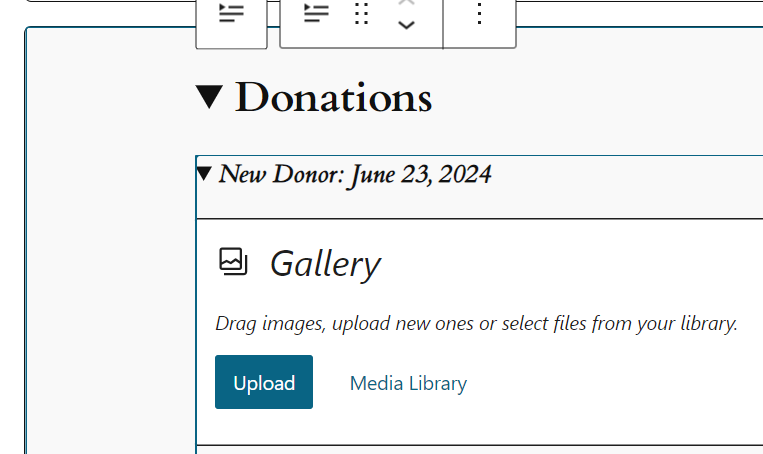 Donations
New Donor: June 23, 2024
Gallery
Drag images, upload new ones or select files from your library.
Upload
Media Library